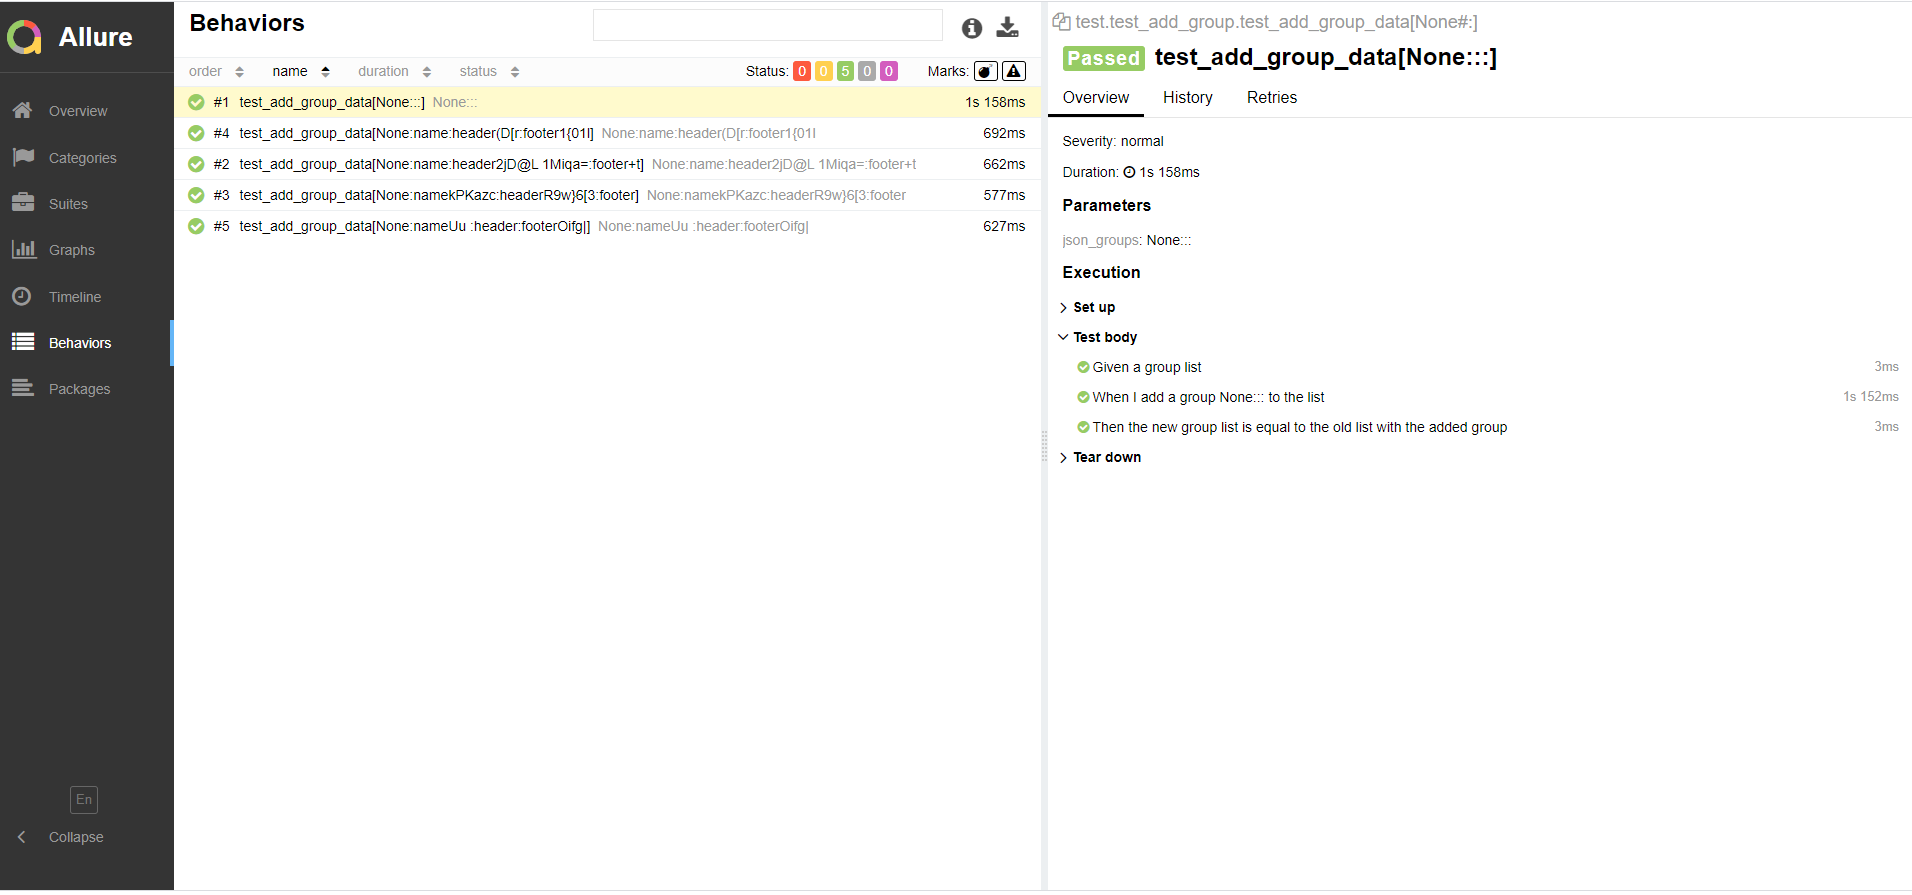 Allure
Overview
Categories
Suites
Graphs
Timeline
Behaviors
Packages
En
Collapse
Behaviors
order name duration status Status: 0 0 5 0 0 Marks:
#1 test_add_group_data[None:::] None::: 1s 158ms
#4 test_add_group_data[None:name:header(D[r:footer1{01I] None:name:header(D[r:footer1{01I 692ms
#2 test_add_group_data[None:name:header2jD@L 1Miqa=:footer+t] None:name:header2jD@L 1Miqa=:footer+t 662ms
#3 test_add_group_data[None:namekPKazc:headerR9w}6[3:footer] None:namekPKazc:headerR9w}6[3:footer 577ms
#5 test_add_group_data[None:nameUu :header:footerOifg|] None:nameUu :header:footerOifg| 627ms
test.test_add_group.test_add_group_data[None#:]
Passed test_add_group_data[None:::]
Overview History Retries
Severity: normal
Duration: 1s 158ms
Parameters
json_groups: None:::
Execution
Set up
Test body
Given a group list 3ms
When I add a group None::: to the list 1s 152ms
Then the new group list is equal to the old list with the added group 3ms
Tear down